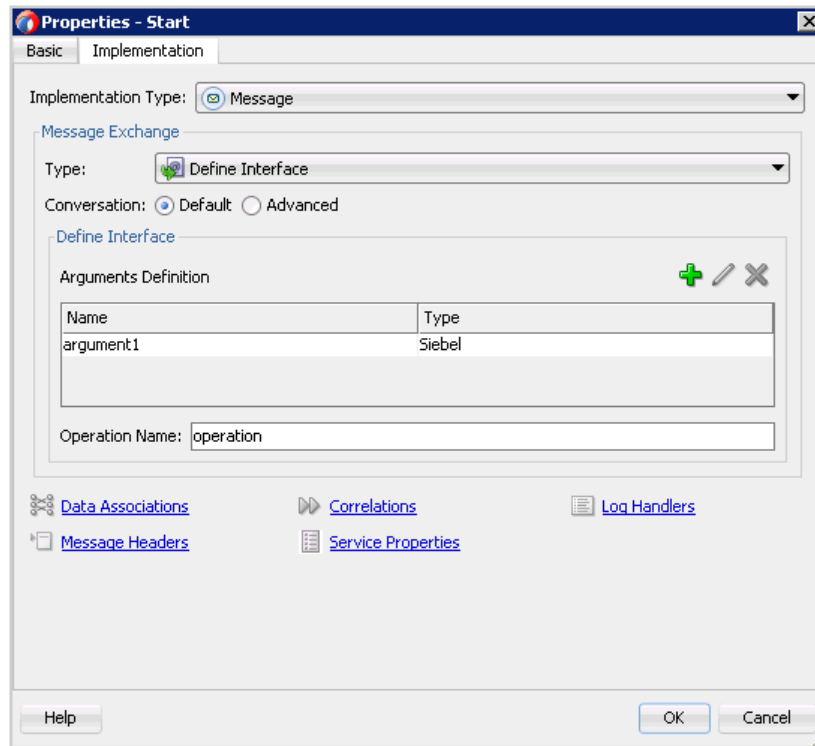 Properties - Start
Basic Implementation
Implementation Type: Message
Message Exchange
Type: Define Interface
Conversation: Default Advanced
Define Interface
Arguments Definition
Name Type
argument1 Siebel
Operation Name: operation
Data Associations Correlations Log Handlers
Message Headers Service Properties
Help OK Cancel